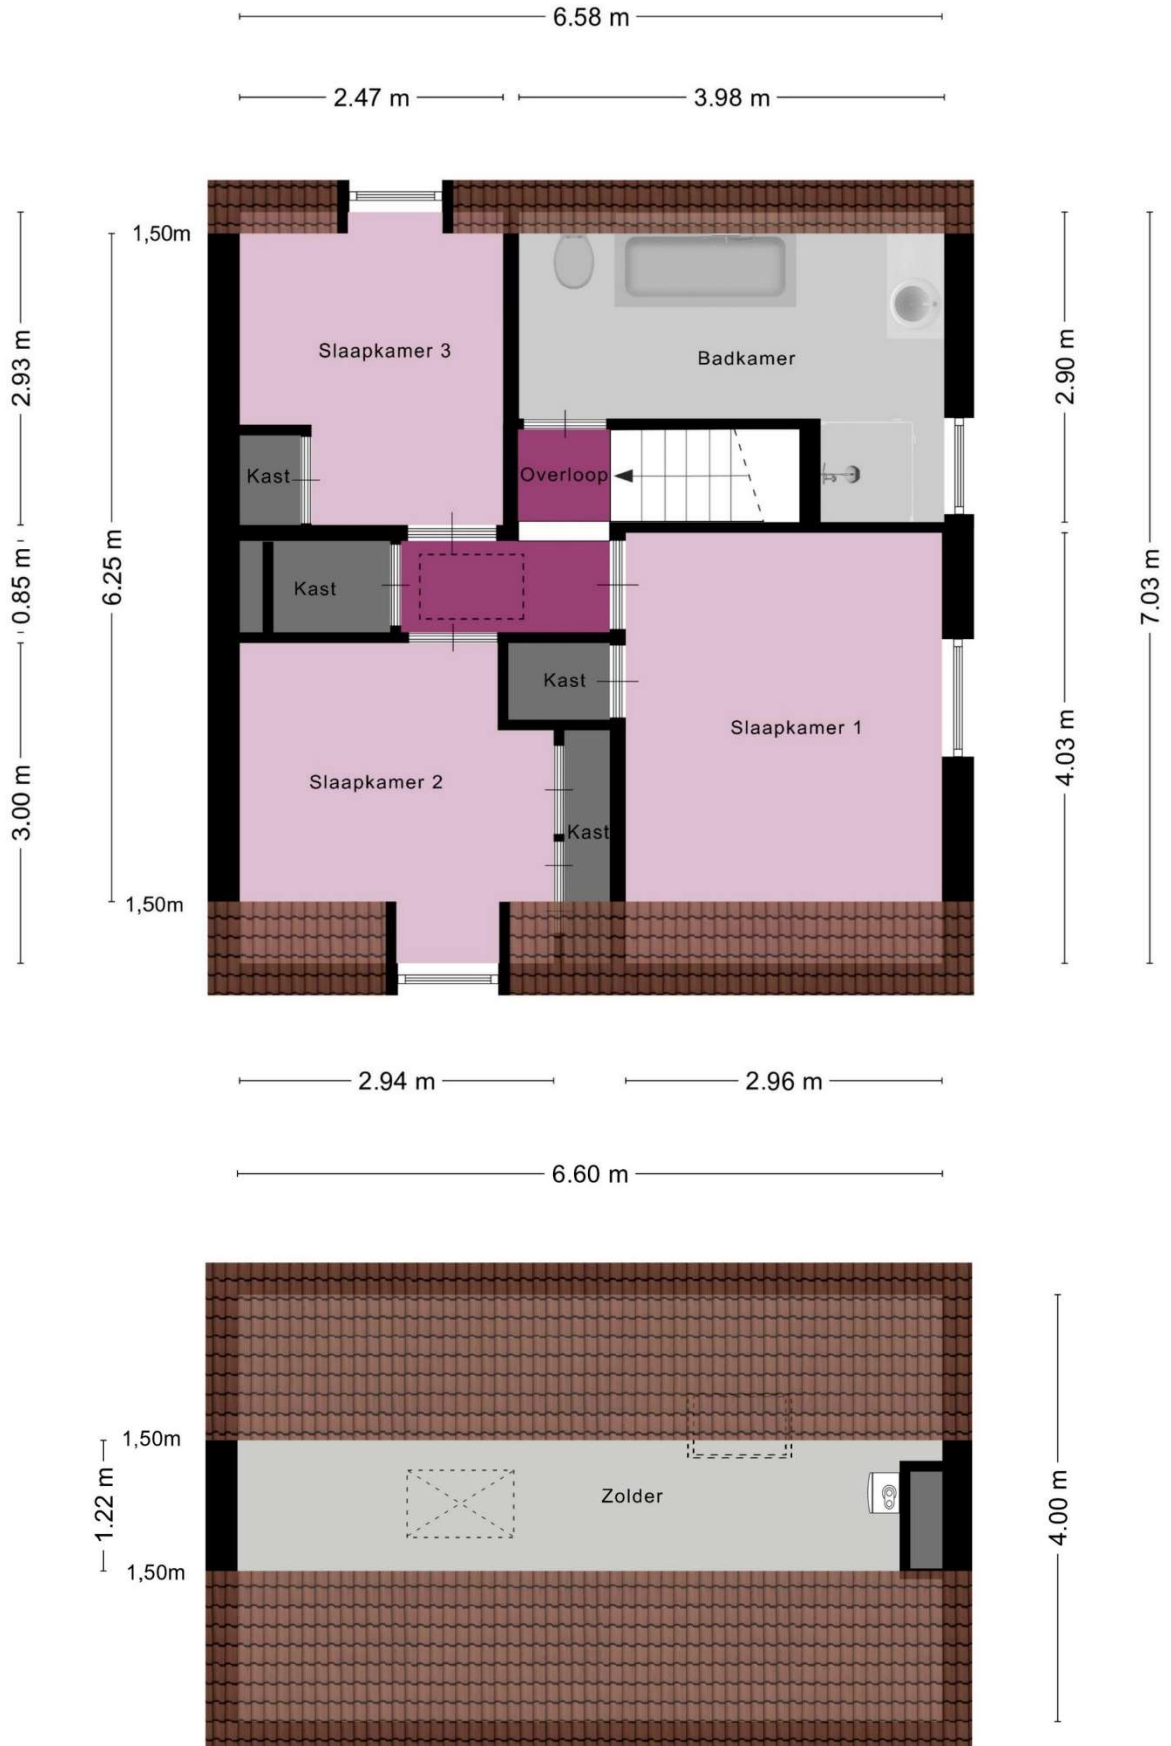 6.58 m
2.47 m
3.98 m
1,50m
2.93 m
0.85 m
3.00 m
6.25 m
Slaapkamer 3
Badkamer
Kast
Overloop
Kast
Kast
Slaapkamer 1
Slaapkamer 2
Kast
1,50m
2.90 m
4.03 m
7.03 m
2.94 m
2.96 m
6.60 m
1,50m
1.22 m
Zolder
4.00 m
1,50m